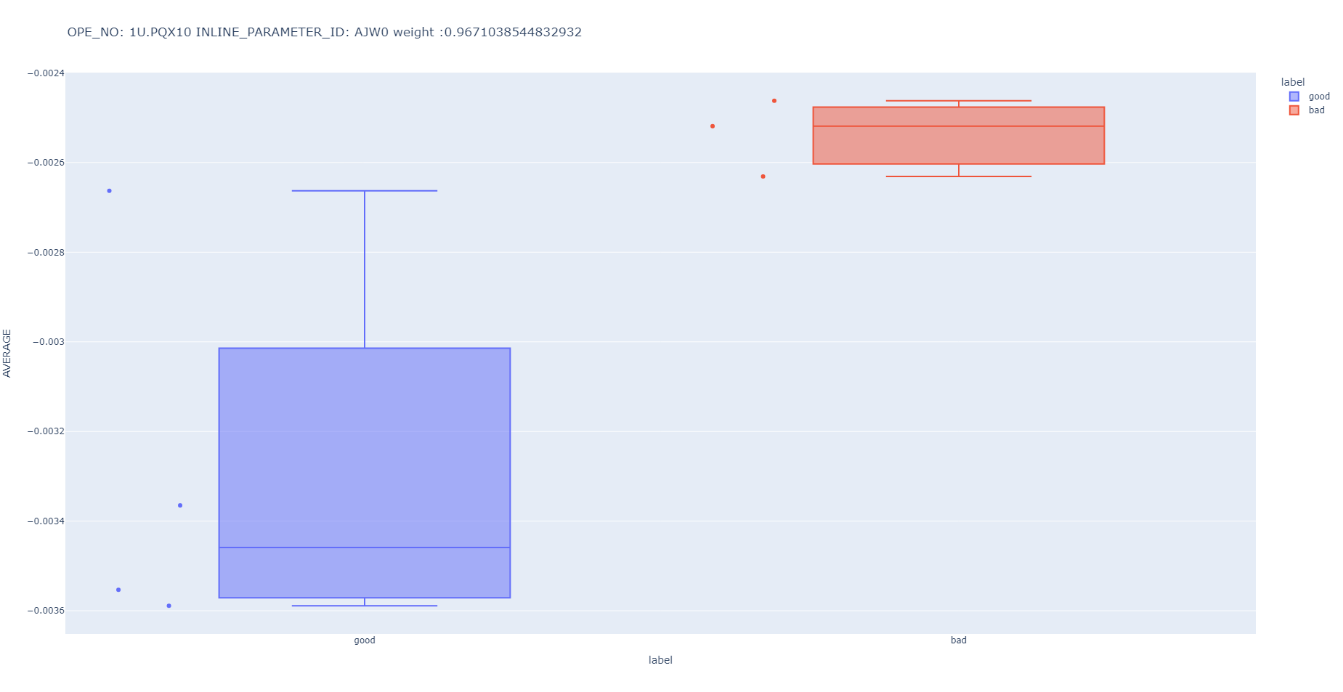 OPE_NO: 1U.PQX10 INLINE_PARAMETER_ID: AJW0 weight :0.9671038544832932
label
good
bad
AVERAGE
−0.0024
−0.0026
−0.0028
−0.003
−0.0032
−0.0034
−0.0036
good
bad
label